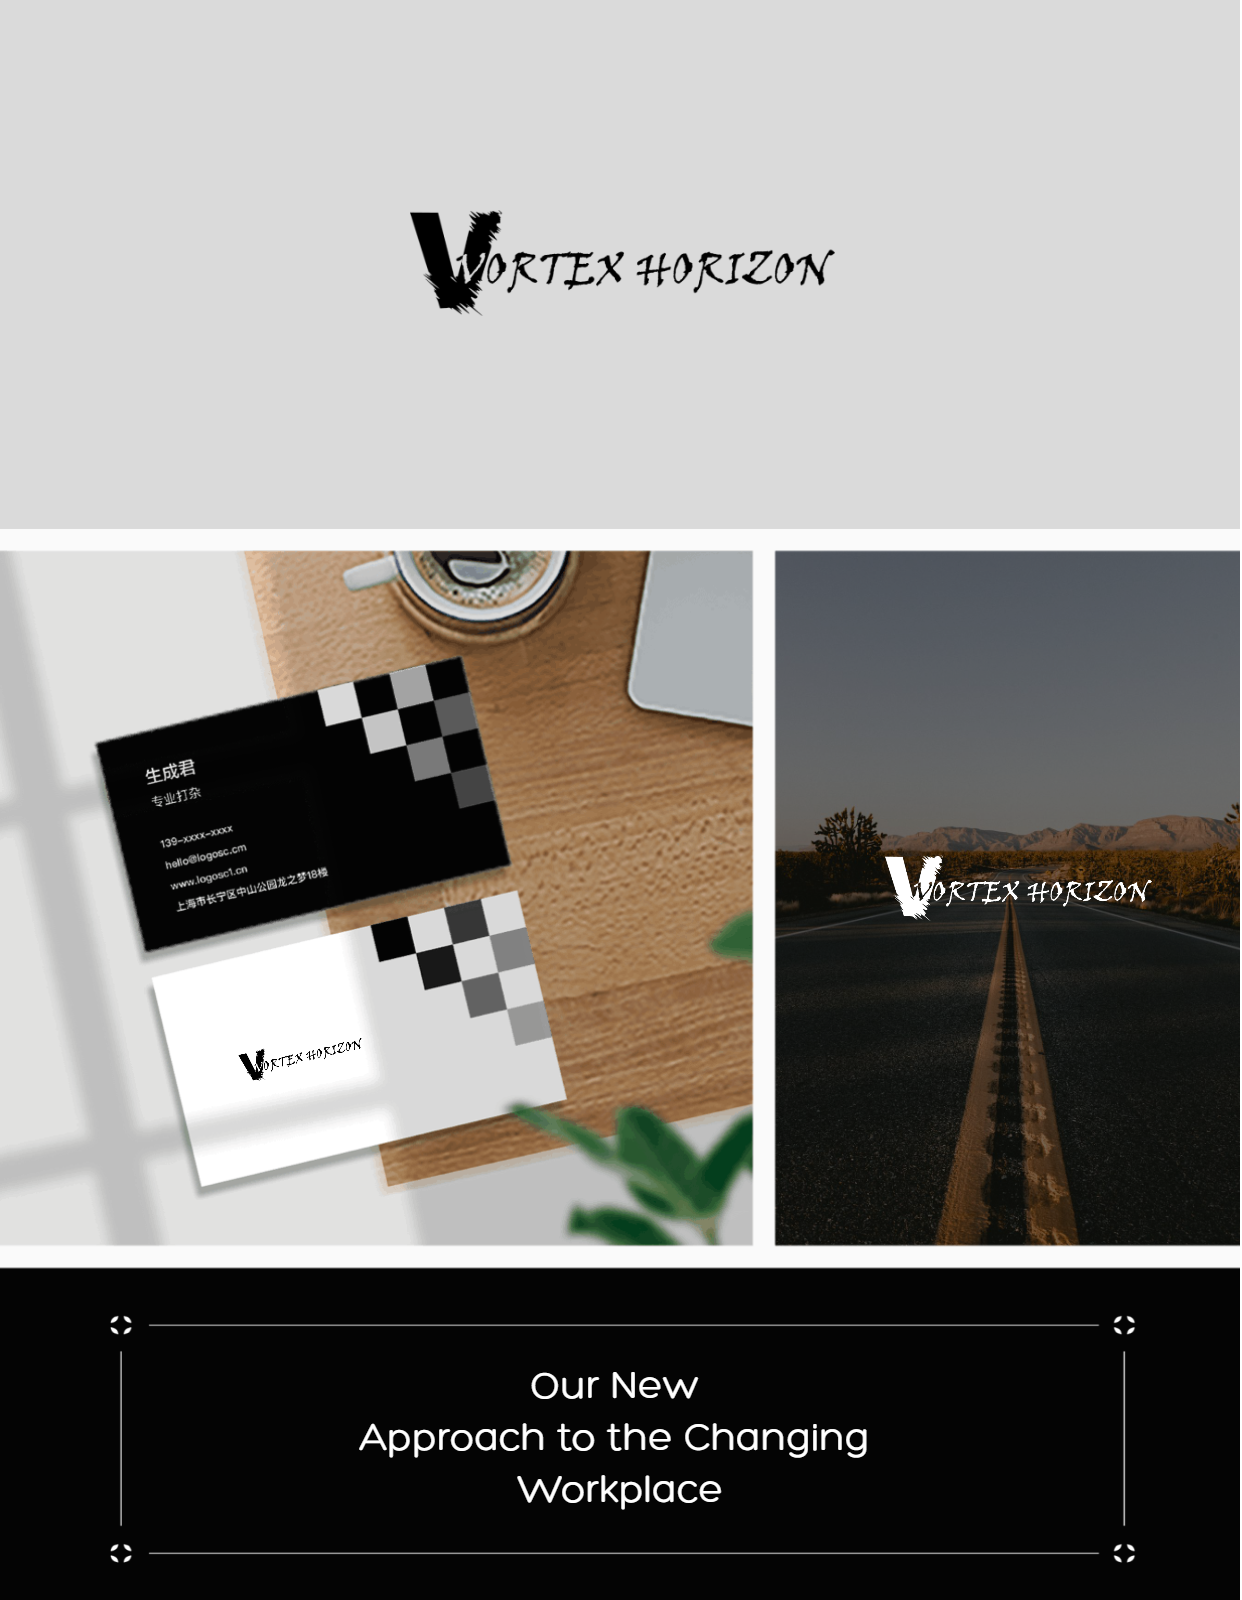 VORTEX HORIZON
生成君
专业打杂
139-xxxx-xxxx
hello@logosc.cm
www.logosc1.cn
上海市长宁区中山公园龙之梦18楼
VORTEX HORIZON
VORTEX HORIZON
Our New
Approach to the Changing
Workplace